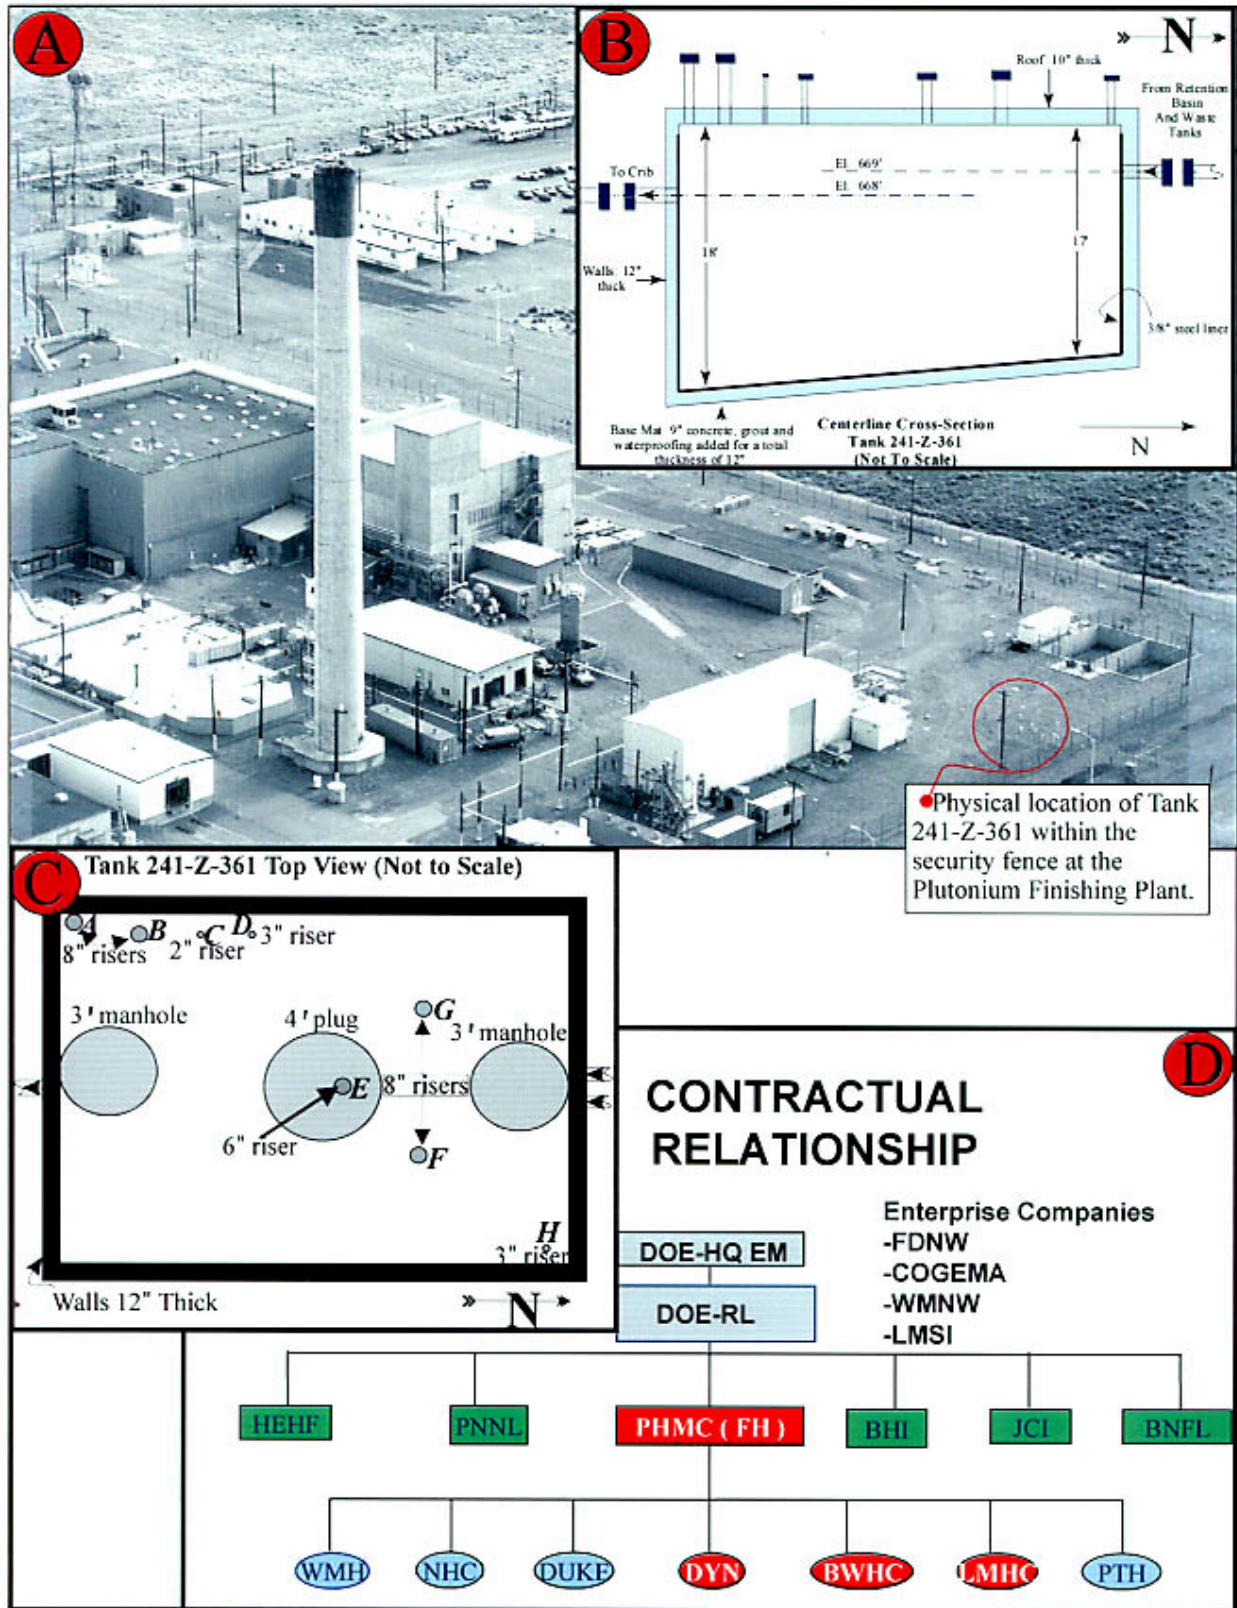 A
B
N
Roof 10" thick
From Retention
Basin
And Waste
Tanks
To Crib
El. 669'
El. 668'
18'
17'
Walls 12"
thick
3/8" steel liner
Base Mat 9" concrete, grout and
waterproofing added for a total
thickness of 12"
Centerline Cross-Section
Tank 241-Z-361
(Not To Scale)
N
Physical location of Tank
241-Z-361 within the
security fence at the
Plutonium Finishing Plant.
C
Tank 241-Z-361 Top View (Not to Scale)
A
B
C
D
8" risers
2" riser
3" riser
3' manhole
4' plug
G
3' manhole
E
8" risers
6" riser
F
H
3" riser
Walls 12" Thick
N
D
CONTRACTUAL
RELATIONSHIP
Enterprise Companies
-FDNW
-COGEMA
-WMNW
-LMSI
DOE-HQ EM
DOE-RL
HEHF
PNNL
PHMC ( FH )
BHI
JCI
BNFL
WMH
NHC
DUKE
DYN
BWHC
LMHC
PTH